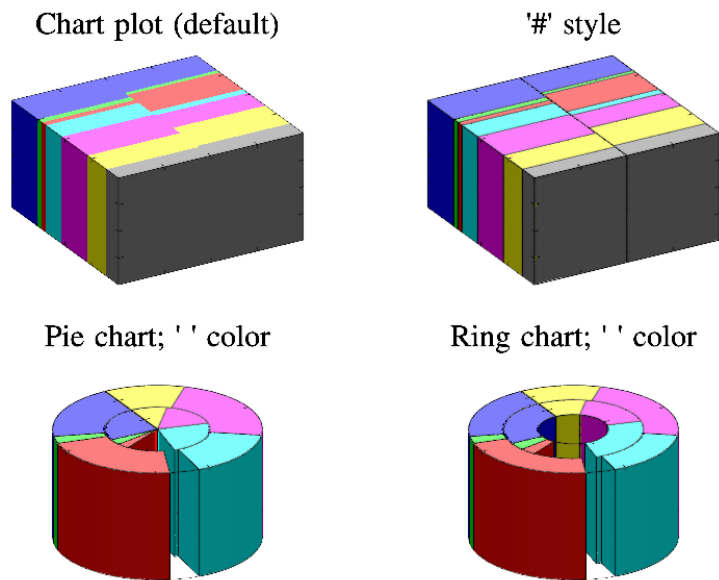 Chart plot (default)
'#' style
Pie chart; ' ' color
Ring chart; ' ' color